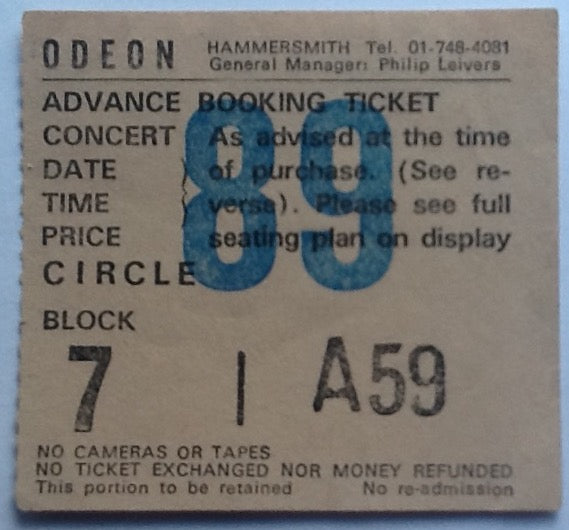 ODEON HAMMERSMITH Tel. 01-748-4081
General Manager: Philip Leivers
ADVANCE BOOKING TICKET
CONCERT As advised at the time
DATE of purchase. (See re-
TIME verse). Please see full
PRICE seating plan on display
CIRCLE
89
BLOCK
7 | A59
NO CAMERAS OR TAPES
NO TICKET EXCHANGED NOR MONEY REFUNDED
This portion to be retained No re-admission